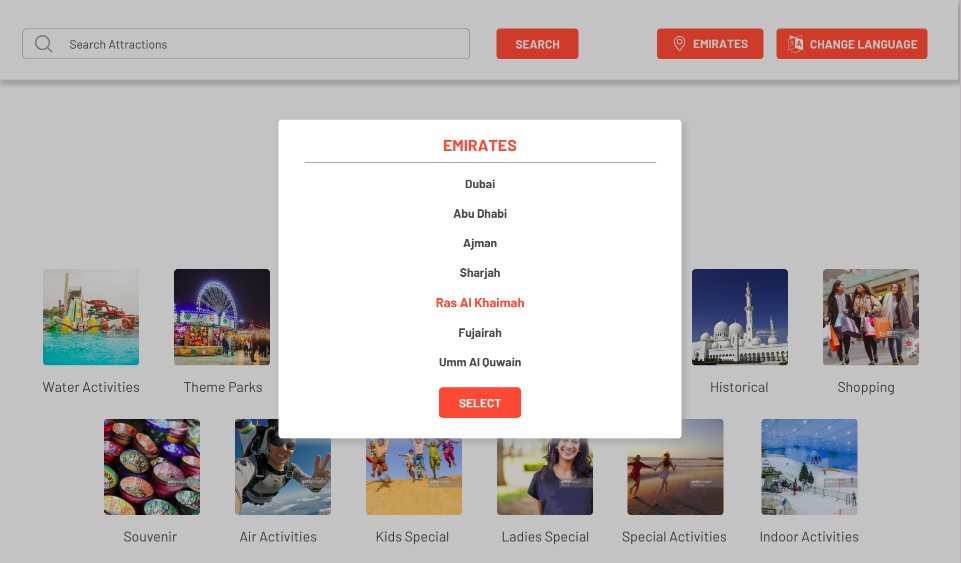 Search Attractions
SEARCH
EMIRATES
CHANGE LANGUAGE
EMIRATES
Dubai
Abu Dhabi
Ajman
Sharjah
Ras Al Khaimah
Fujairah
Umm Al Quwain
SELECT
Water Activities
Theme Parks
Historical
Shopping
Souvenir
Air Activities
Kids Special
Ladies Special
Special Activities
Indoor Activities